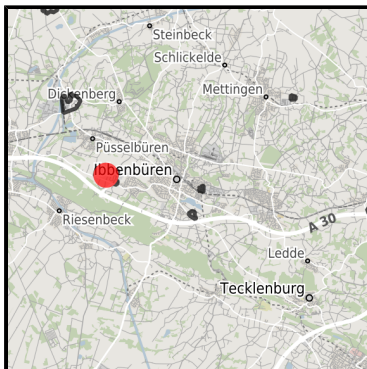 Steinbeck
Schlickelde
Mettingen
Dickenberg
Püsselbüren
Ibbenbüren
Riesenbeck
A 30
Ledde
Tecklenburg